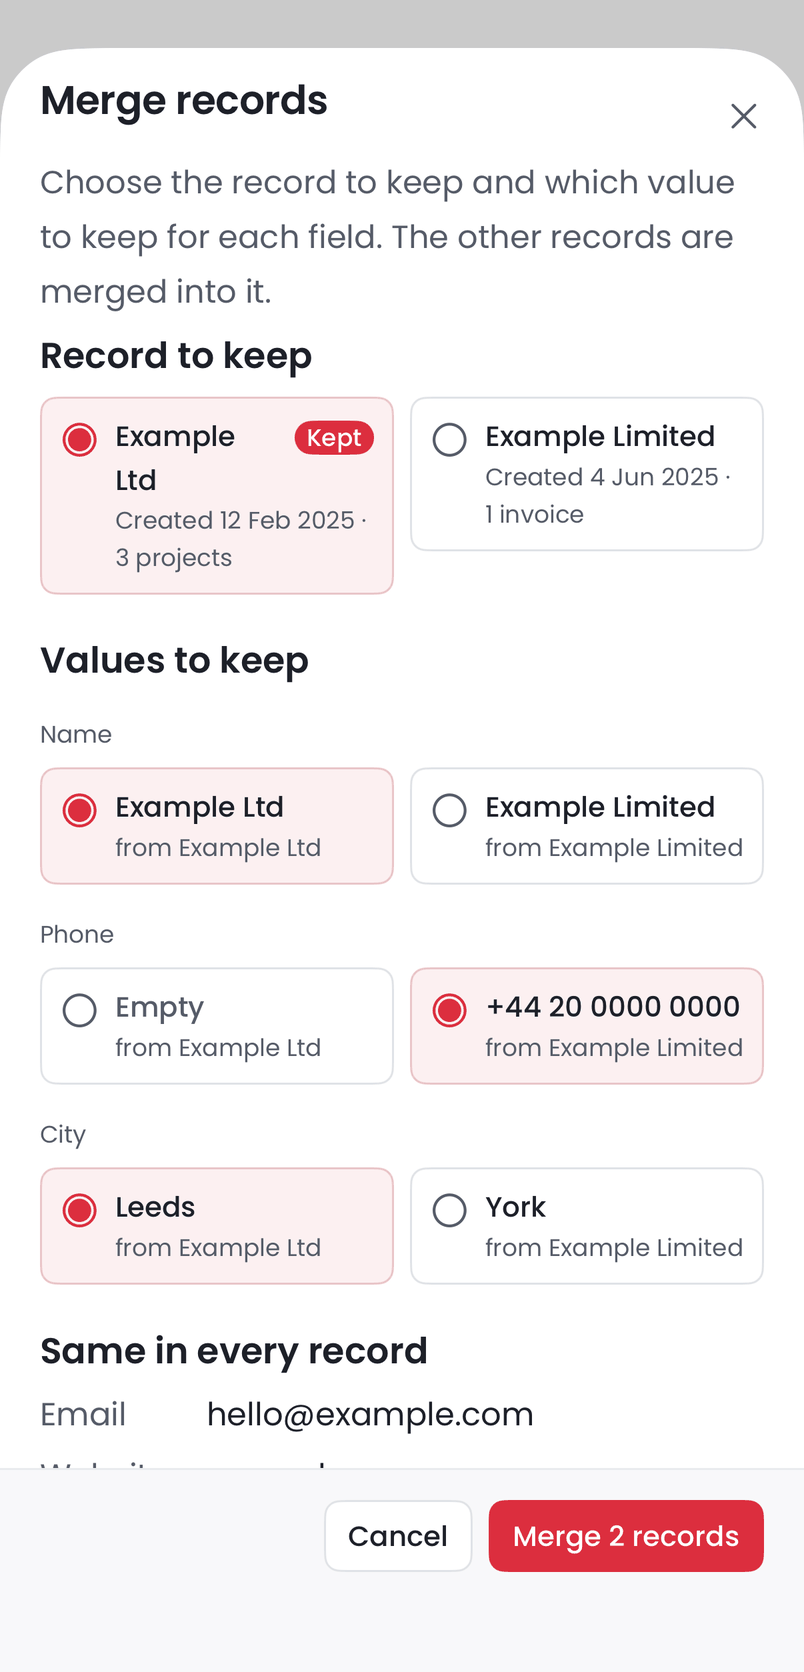 Merge records
Choose the record to keep and which value
to keep for each field. The other records are
merged into it.
Record to keep
Example Kept
Ltd
Created 12 Feb 2025 ·
3 projects
Example Limited
Created 4 Jun 2025 ·
1 invoice
Values to keep
Name
Example Ltd
from Example Ltd
Example Limited
from Example Limited
Phone
Empty
from Example Ltd
+44 20 0000 0000
from Example Limited
City
Leeds
from Example Ltd
York
from Example Limited
Same in every record
Email hello@example.com
Cancel
Merge 2 records